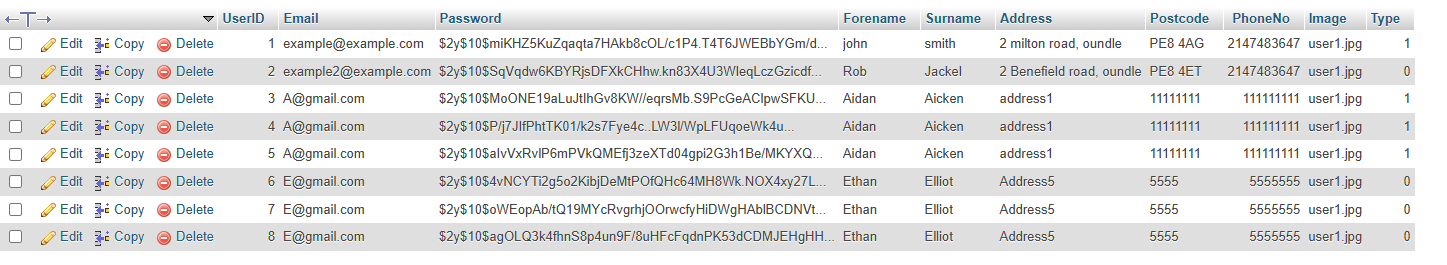 UserID Email Password Forename Surname Address Postcode PhoneNo Image Type
Edit Copy Delete 1 example@example.com $2y$10$miKHZ5KuZqaqta7HAkb8cOL/c1P4.T4T6JWEBbYGm/d... john smith 2 milton road, oundle PE8 4AG 2147483647 user1.jpg 1
Edit Copy Delete 2 example2@example.com $2y$10$SqVqdw6KBYRjsDFXkCHhw.kn83X4U3WleqLczGzicdf... Rob Jackel 2 Benefield road, oundle PE8 4ET 2147483647 user1.jpg 0
Edit Copy Delete 3 A@gmail.com $2y$10$MoONE19aLuJtIhGv8KW//eqrsMb.S9PcGeAClpwSFKU... Aidan Aicken address1 11111111 111111111 user1.jpg 1
Edit Copy Delete 4 A@gmail.com $2y$10$P/j7JlfPhtTK01/k2s7Fye4c..LW3l/WpLFUqoeWk4u... Aidan Aicken address1 11111111 111111111 user1.jpg 1
Edit Copy Delete 5 A@gmail.com $2y$10$alvVxRvlP6mPVkQMEfj3zeXTd04gpi2G3h1Be/MKYXQ... Aidan Aicken address1 11111111 111111111 user1.jpg 1
Edit Copy Delete 6 E@gmail.com $2y$10$4vNCYTi2g5o2KibjDeMtPOfQHc64MH8Wk.NOX4xy27L... Ethan Elliot Address5 5555 5555555 user1.jpg 0
Edit Copy Delete 7 E@gmail.com $2y$10$oWEopAb/tQ19MYcRvgrhjOOrwcfyHiDWgHAblBCDNVt... Ethan Elliot Address5 5555 5555555 user1.jpg 0
Edit Copy Delete 8 E@gmail.com $2y$10$agOLQ3k4fhnS8p4un9F/8uHFcFqdnPK53dCDMJEHgHH... Ethan Elliot Address5 5555 5555555 user1.jpg 0